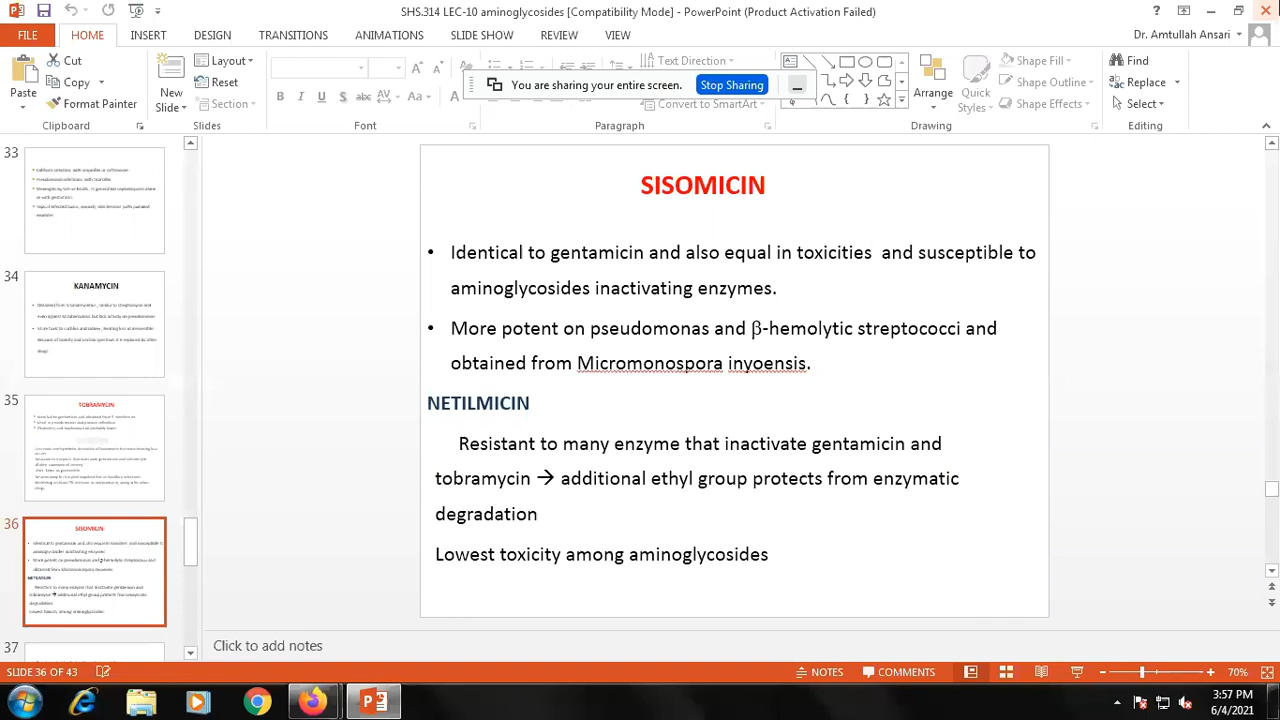 SHS.314 LEC-10 aminoglycosides [Compatibility Mode] - PowerPoint (Product Activation Failed)
FILE HOME INSERT DESIGN TRANSITIONS ANIMATIONS SLIDE SHOW REVIEW VIEW Dr. Amtullah Ansari
Paste
Cut
Copy
Format Painter
Clipboard
New Slide
Layout
Reset
Section
Slides
Font
Paragraph
Text Direction
Convert to SmartArt
You are sharing your entire screen. Stop Sharing
Arrange
Quick Styles
Shape Fill
Shape Outline
Shape Effects
Drawing
Find
Replace
Select
Editing
33
34
KANAMYCIN
35
TOBRAMYCIN
36
SISOMICIN
37
SISOMICIN
• Identical to gentamicin and also equal in toxicities and susceptible to
aminoglycosides inactivating enzymes.
• More potent on pseudomonas and β-hemolytic streptococci and
obtained from Micromonospora inyoensis.
NETILMICIN
Resistant to many enzyme that inactivate gentamicin and
tobramycin → additional ethyl group protects from enzymatic
degradation
Lowest toxicity among aminoglycosides
Click to add notes
SLIDE 36 OF 43 NOTES COMMENTS 70%
3:57 PM
6/4/2021